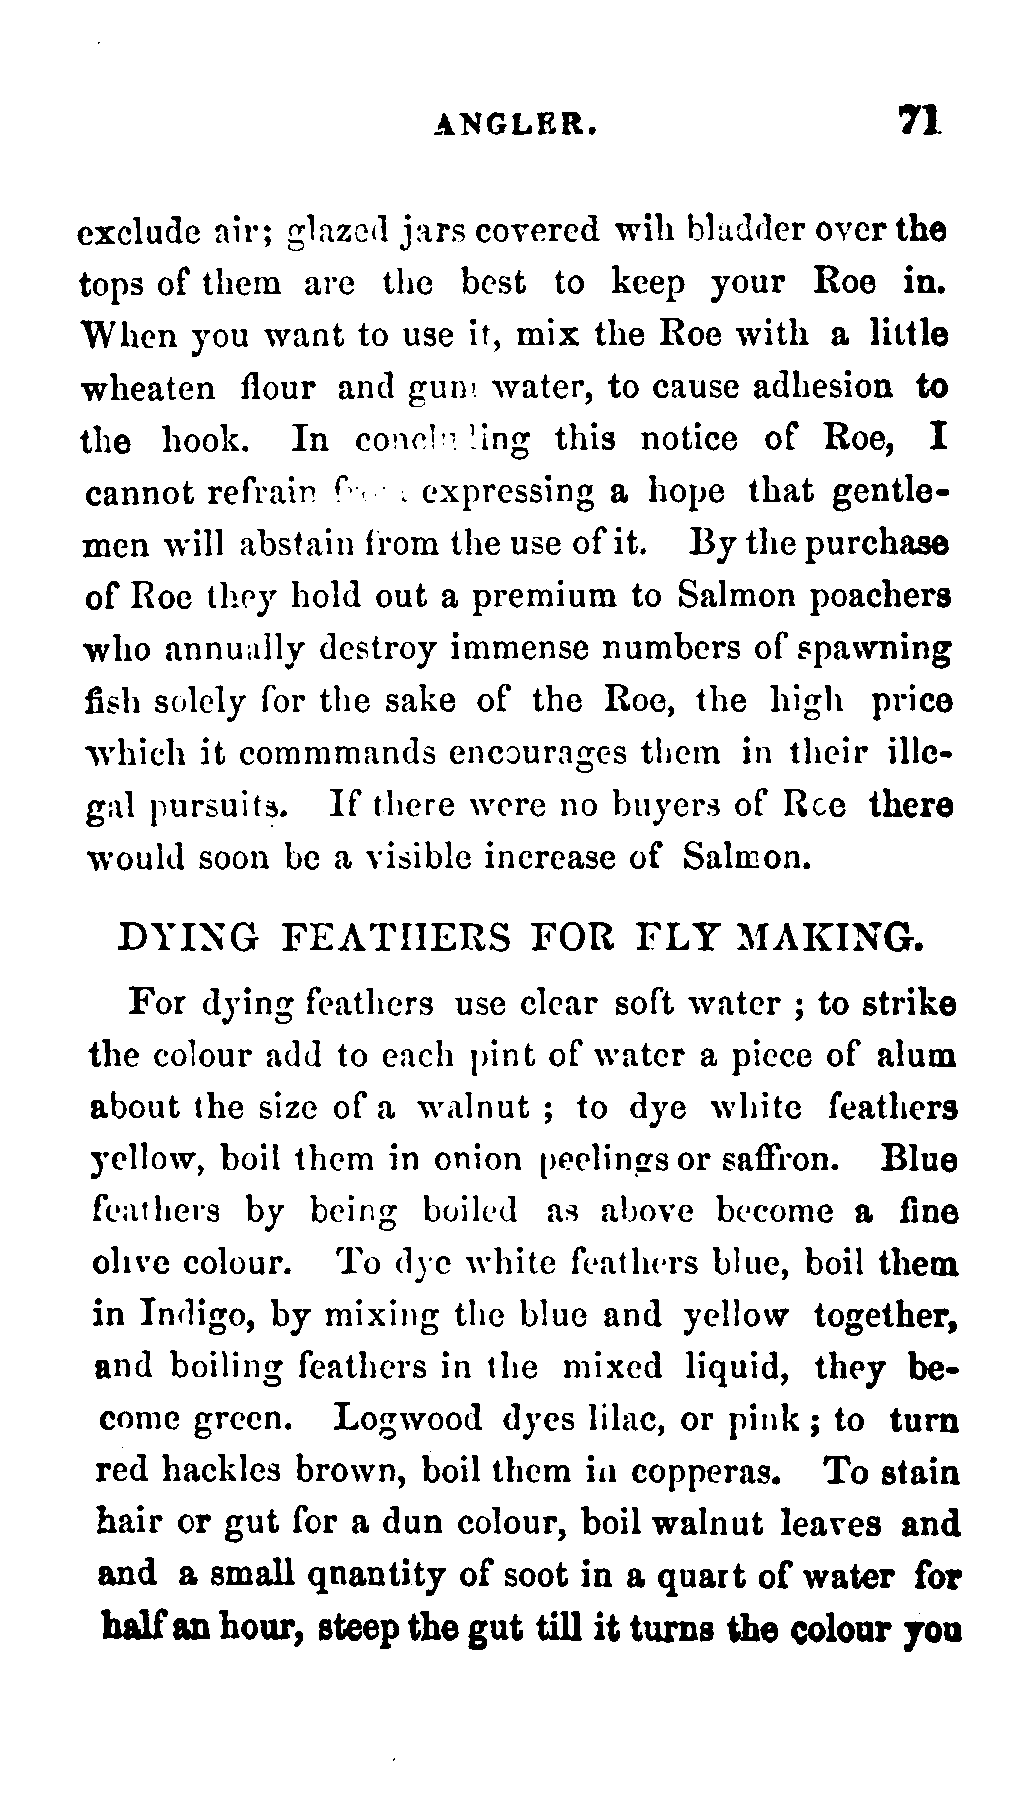 ANGLER. 71
exclude air; glazed jars covered wih bladder over the
tops of them are the best to keep your Roe in.
When you want to use it, mix the Roe with a little
wheaten flour and gum water, to cause adhesion to
the hook. In concluding this notice of Roe, I
cannot refrain expressing a hope that gentle-
men will abstain from the use of it. By the purchase
of Roe they hold out a premium to Salmon poachers
who annually destroy immense numbers of spawning
fish solely for the sake of the Roe, the high price
which it commmands encourages them in their ille-
gal pursuits. If there were no buyers of Roe there
would soon be a visible increase of Salmon.
DYING FEATHERS FOR FLY MAKING.
For dying feathers use clear soft water ; to strike
the colour add to each pint of water a piece of alum
about the size of a walnut ; to dye white feathers
yellow, boil them in onion peelings or saffron. Blue
feathers by being boiled as above become a fine
olive colour. To dye white feathers blue, boil them
in Indigo, by mixing the blue and yellow together,
and boiling feathers in the mixed liquid, they be-
come green. Logwood dyes lilac, or pink ; to turn
red hackles brown, boil them in copperas. To stain
hair or gut for a dun colour, boil walnut leaves and
and a small qnantity of soot in a quart of water for
half an hour, steep the gut till it turns the colour you